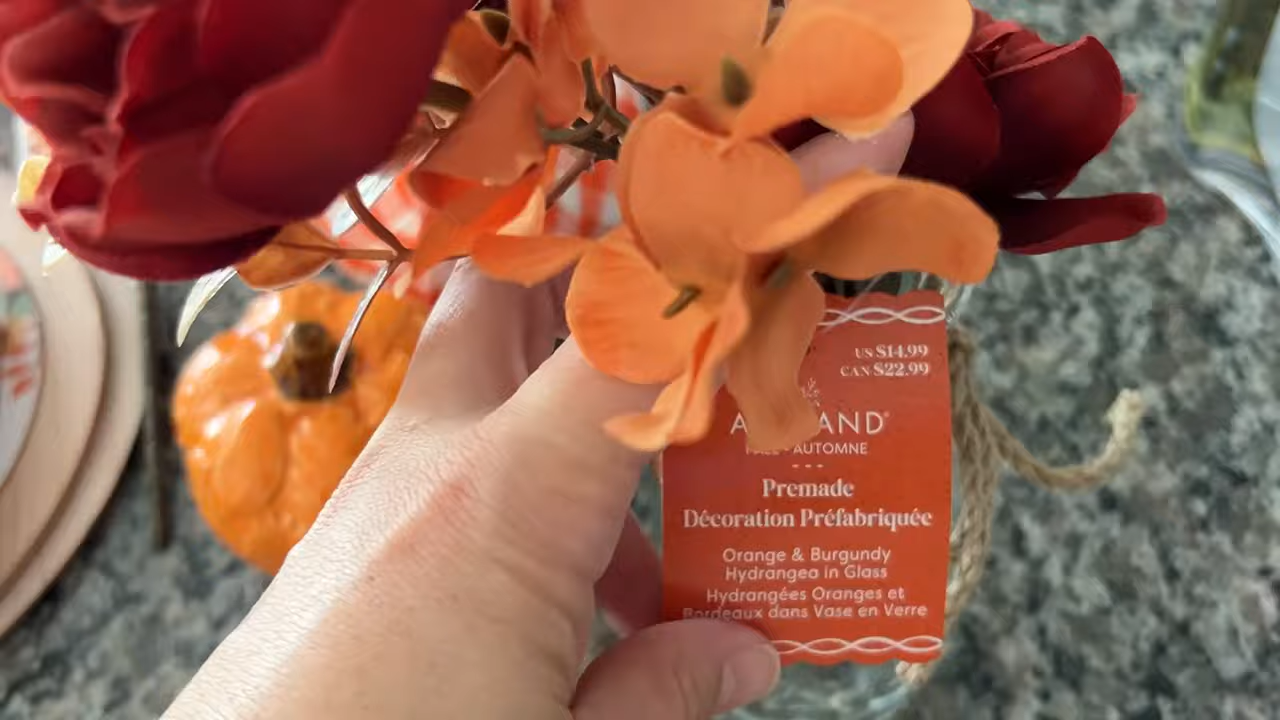 US $14.99
CAN $22.99
AUTOMNE
Premade
Décoration Préfabriquée
Orange & Burgundy
Hydrangea in Glass
Hydrangées Oranges et
Bordeaux dans Vase en Verre